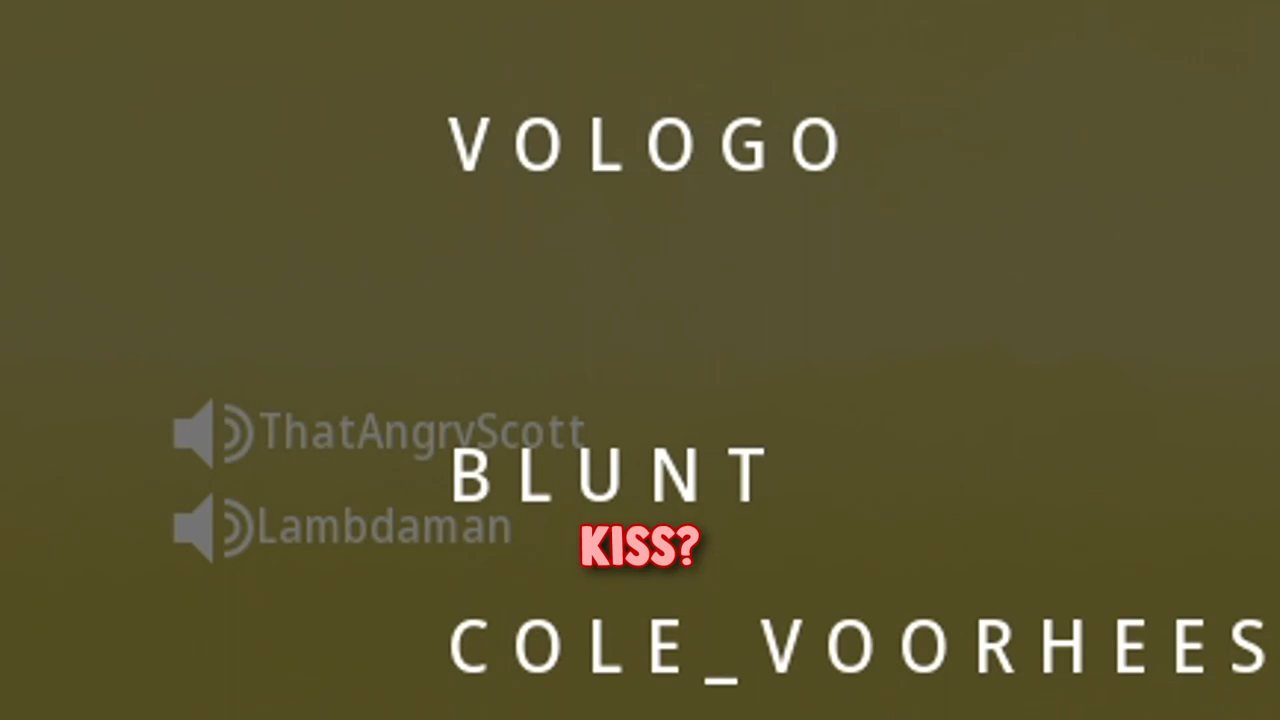 VOLOGO
ThatAngryScott
BLUNT
Lambdaman
KISS?
COLE_VOORHEES